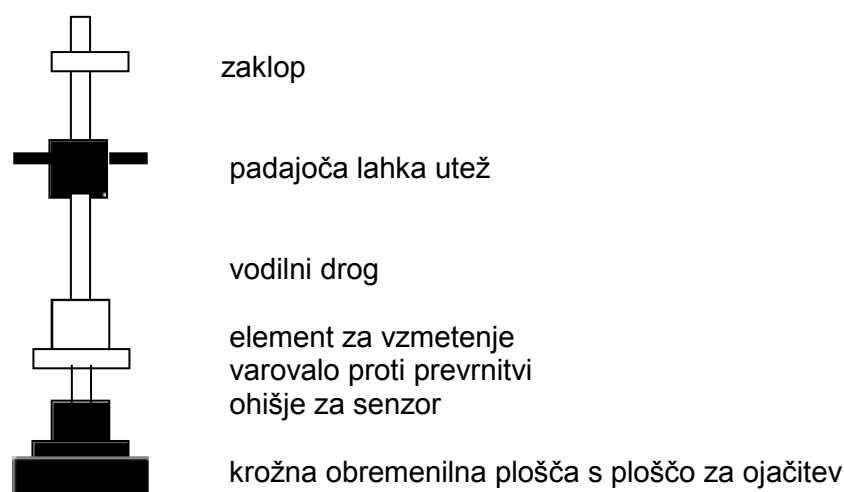 zaklop
padajoča lahka utež
vodilni drog
element za vzmetenje
varovalo proti prevrnitvi
ohišje za senzor
krožna obremenilna plošča s ploščo za ojačitev